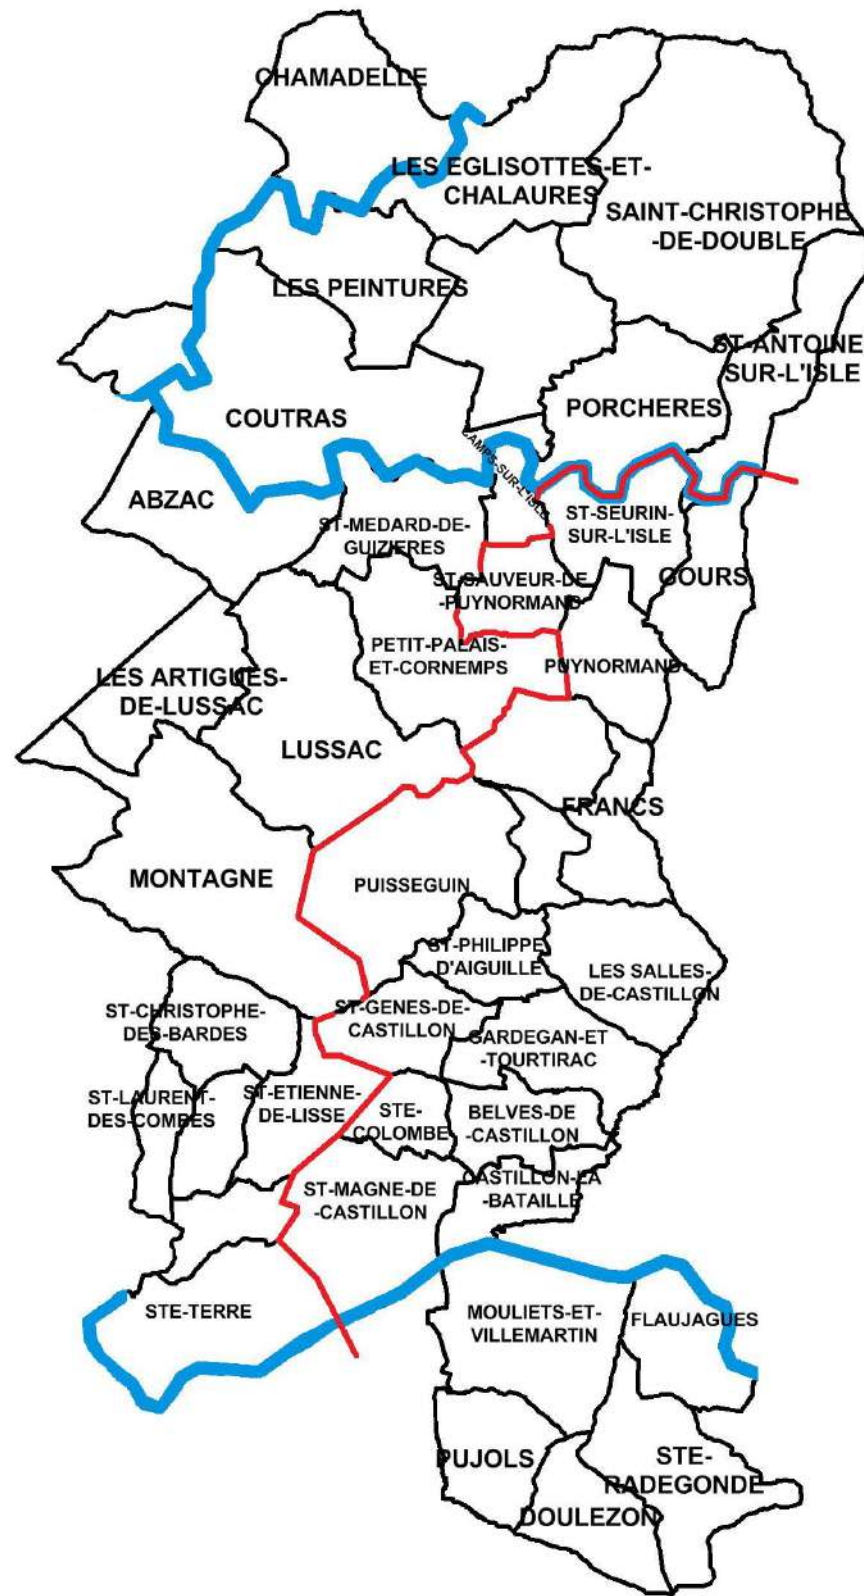 CHAMADELLE
LES EGLISOTTES-ET-
CHALAURES
SAINT-CHRISTOPHE
-DE-DOUBLE
LES PEINTURES
ST-ANTOINE
SUR-L'ISLE
COUTRAS
PORCHERES
CAMPS-SUR-L'ISLE
ABZAC
ST-MEDARD-DE-
GUIZIERES
ST-SEURIN-
SUR-L'ISLE
ST-SAUVEUR-DE-
-PUYNORMAND
GOURS
PETIT-PALAIS-
ET-CORNEMPS
PUYNORMAND
LES ARTIGUES-
DE-LUSSAC
LUSSAC
FRANCS
MONTAGNE
PUISSEGUIN
ST-PHILIPPE
D'AIGUILLE
LES SALLES-
DE-CASTILLON
ST-CHRISTOPHE-
DES-BARDES
ST-GENES-DE-
CASTILLON
GARDEGAN-ET
-TOURTIRAC
ST-LAURENT-
DES-COMBES
ST-ETIENNE-
DE-LISSE
STE-
COLOMBE
BELVES-DE
-CASTILLON
ST-MAGNE-DE
-CASTILLON
CASTILLON-LA
-BATAILLE
STE-TERRE
MOULIETS-ET-
VILLEMARTIN
FLAUJAGUES
PUJOLS
STE-
RADEGONDE
DOULEZON